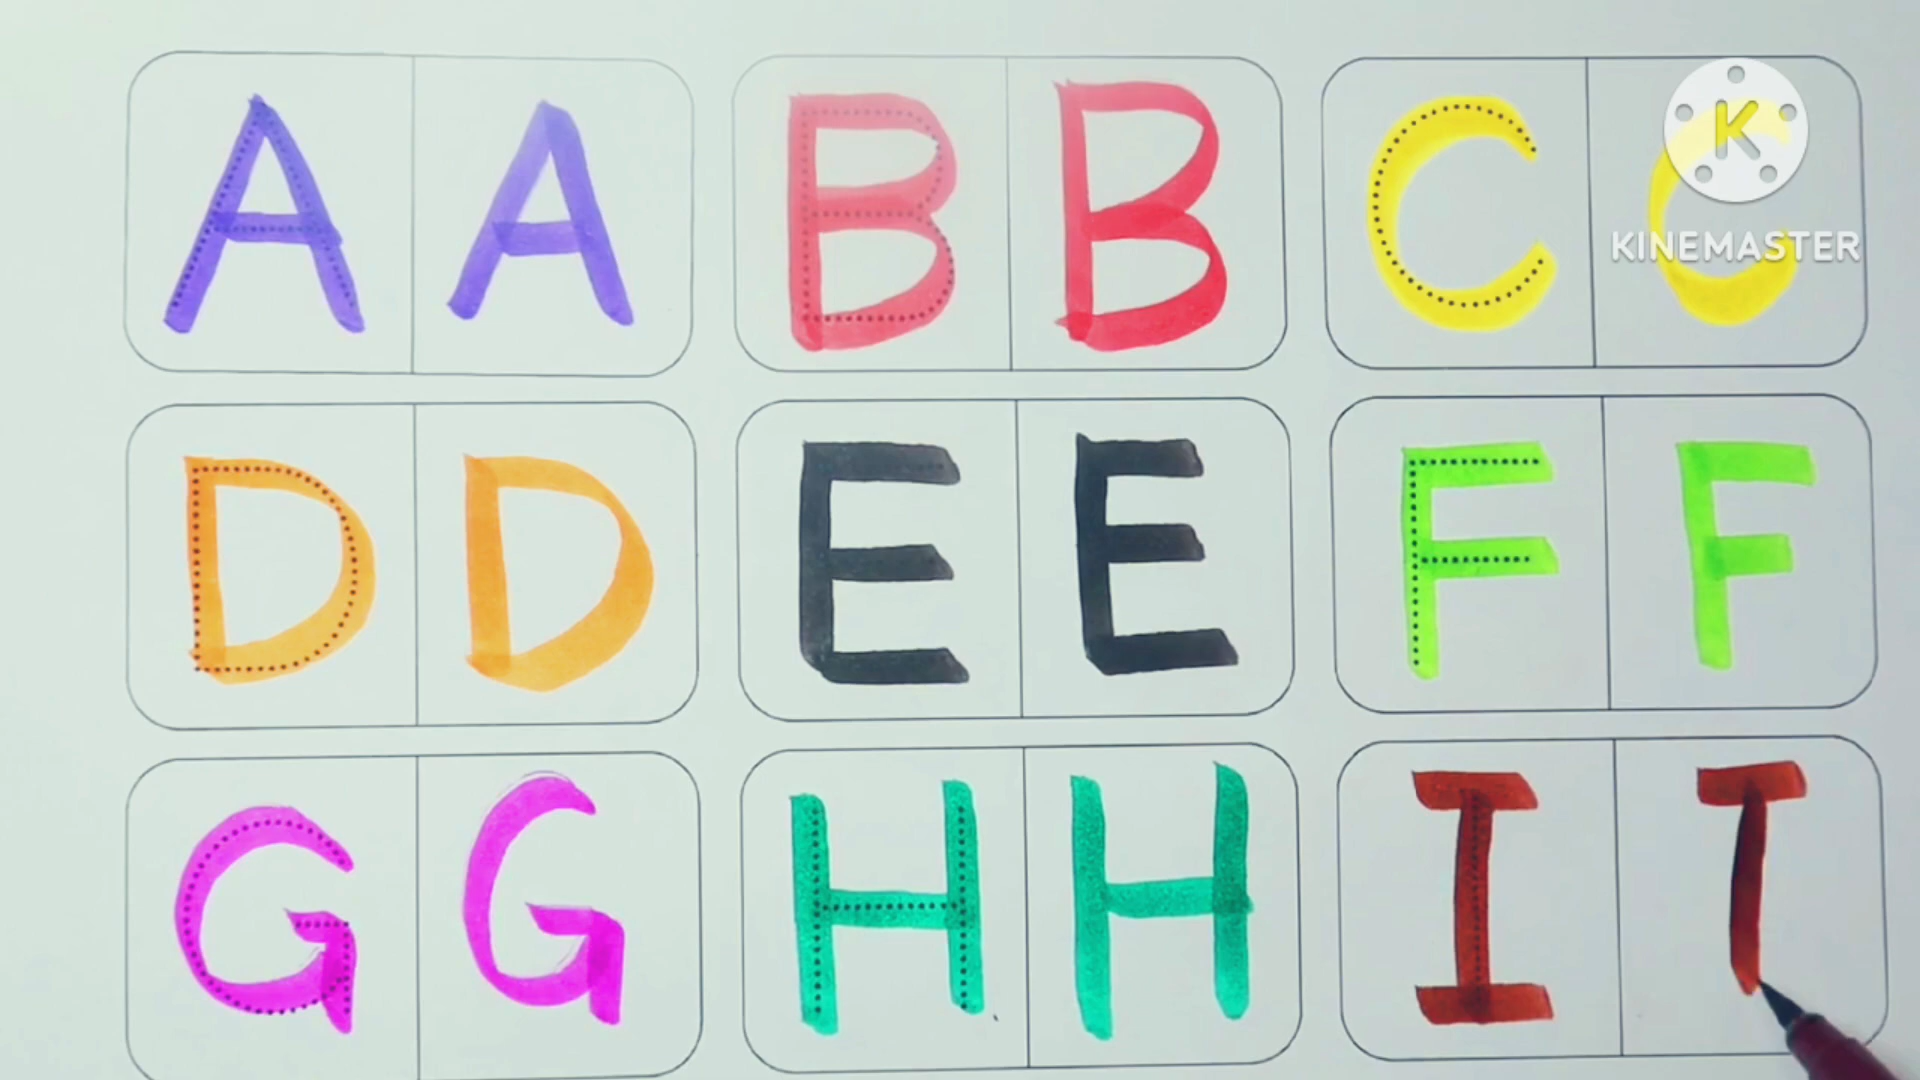 A A B B C C
K
KINEMASTER
D D E E F F
G G H H I I